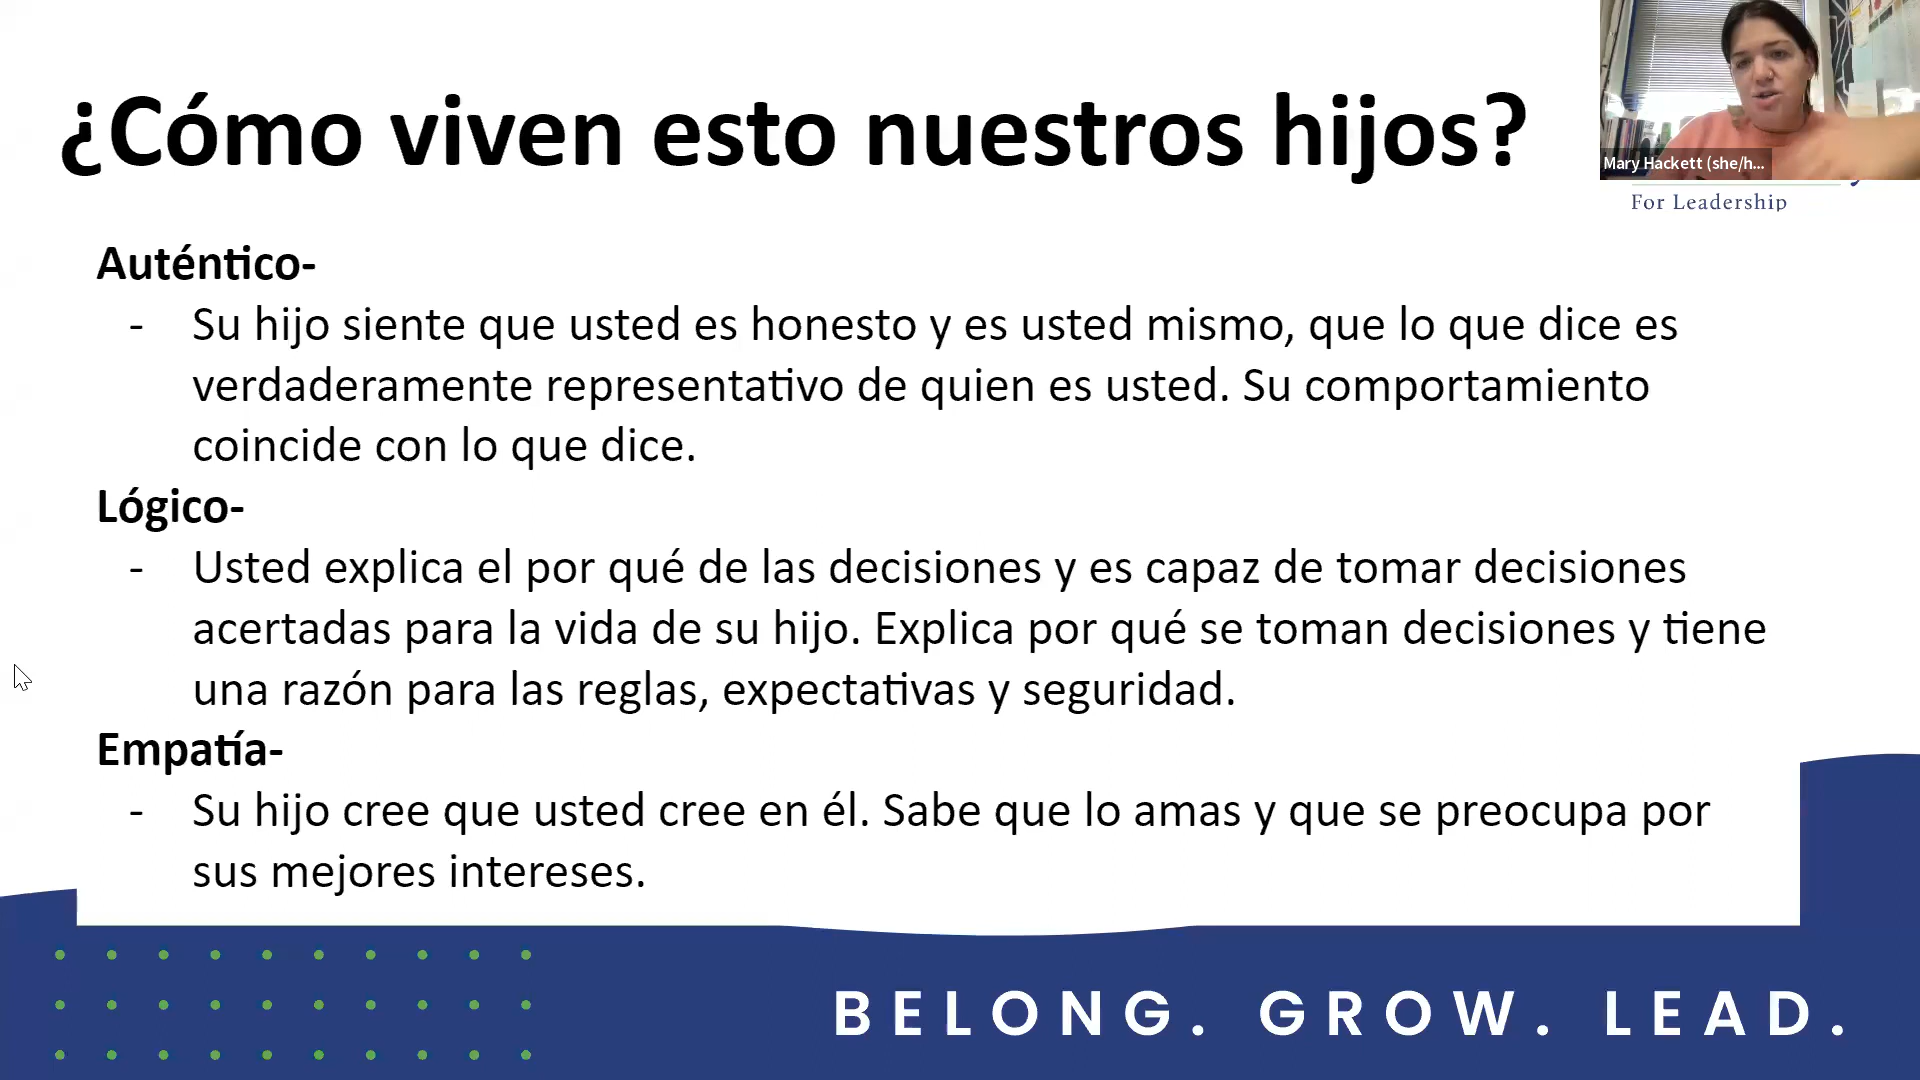 ¿Cómo viven esto nuestros hijos?
Mary Hackett (she/h...
For Leadership
Auténtico-
- Su hijo siente que usted es honesto y es usted mismo, que lo que dice es
verdaderamente representativo de quien es usted. Su comportamiento
coincide con lo que dice.
Lógico-
- Usted explica el por qué de las decisiones y es capaz de tomar decisiones
acertadas para la vida de su hijo. Explica por qué se toman decisiones y tiene
una razón para las reglas, expectativas y seguridad.
Empatía-
- Su hijo cree que usted cree en él. Sabe que lo amas y que se preocupa por
sus mejores intereses.
BELONG. GROW. LEAD.